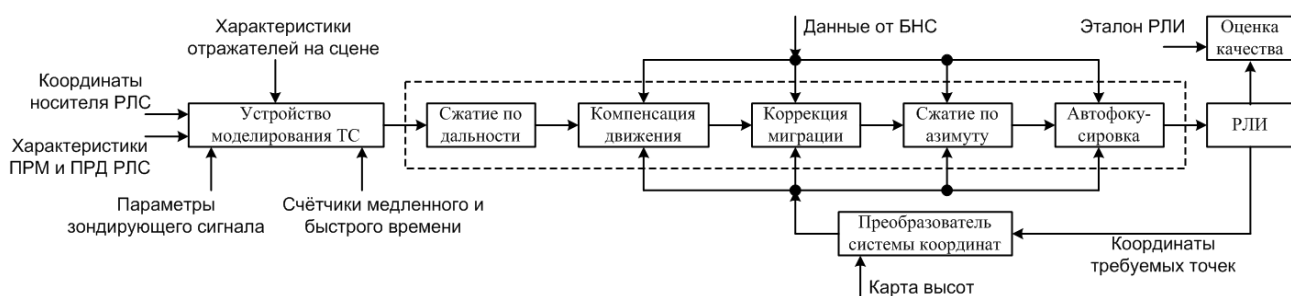 Характеристики
отражателей на сцене
Данные от БНС
Эталон РЛИ
Оценка
качества
Координаты
носителя РЛС
Устройство
моделирования ТС
Сжатие по
дальности
Компенсация
движения
Коррекция
миграции
Сжатие по
азимуту
Автофоку-
сировка
РЛИ
Характеристики
ПРМ и ПРД РЛС
Параметры
зондирующего сигнала
Счётчики медленного и
быстрого времени
Преобразователь
системы координат
Координаты
требуемых точек
Карта высот